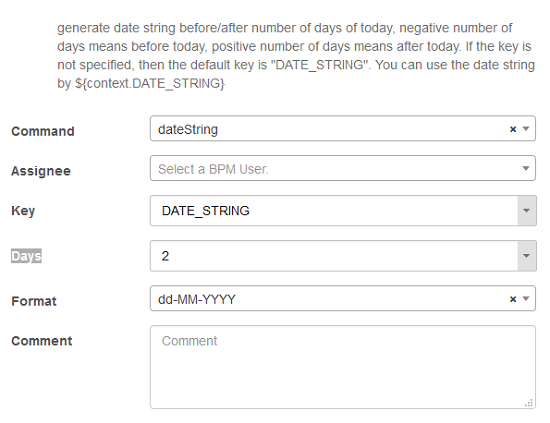 generate date string before/after number of days of today, negative number of
days means before today, positive number of days means after today. If the key is
not specified, then the default key is "DATE_STRING". You can use the date string
by ${context.DATE_STRING}
Command dateString
Assignee Select a BPM User.
Key DATE_STRING
Days 2
Format dd-MM-YYYY
Comment Comment